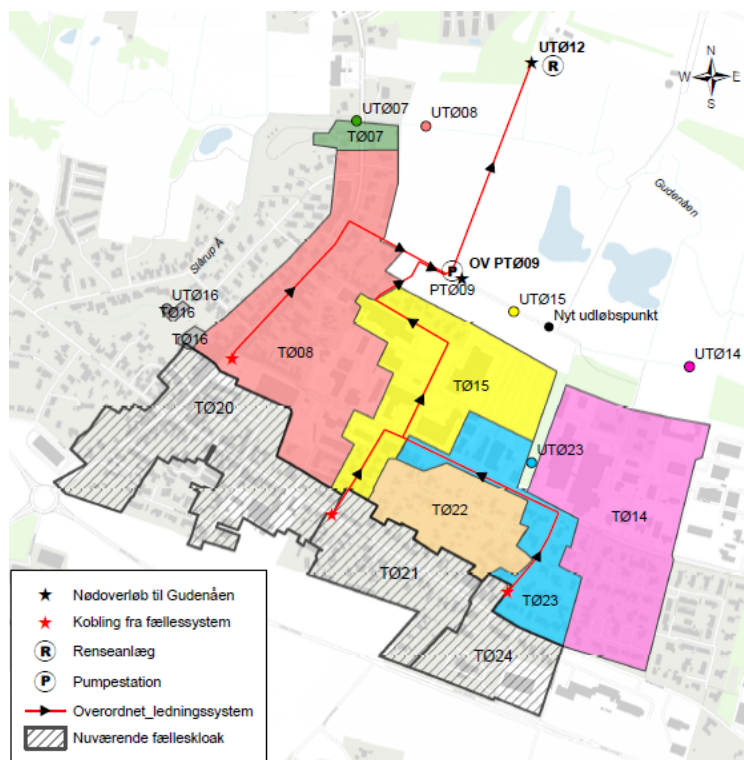 UTØ12
R
N
W E
S
UTØ07
UTØ08
TØ07
Gudenåen
Slårup Å
P
OV PTØ09
PTØ09
UTØ16
TØ16
UTØ15
Nyt udløbspunkt
TØ16
TØ08
TØ15
UTØ14
TØ20
UTØ23
TØ22
TØ14
TØ21
TØ23
TØ24
Nødoverløb til Gudenåen
Kobling fra fællessystem
R Renseanlæg
P Pumpestation
Overordnet_ledningssystem
Nuværende fælleskloak